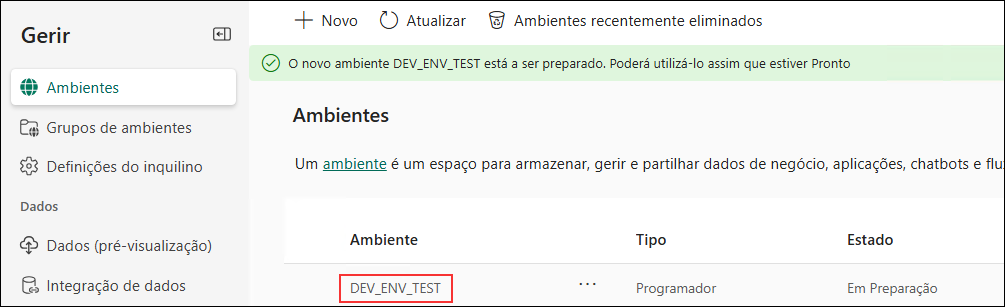 Novo
Atualizar
Ambientes recentemente eliminados
Gerir
Ambientes
Grupos de ambientes
Definições do inquilino
Dados
Dados (pré-visualização)
Integração de dados
O novo ambiente DEV_ENV_TEST está a ser preparado. Poderá utilizá-lo assim que estiver Pronto
Ambientes
Um ambiente é um espaço para armazenar, gerir e partilhar dados de negócio, aplicações, chatbots e flu
Ambiente Tipo Estado
DEV_ENV_TEST ... Programador Em Preparação